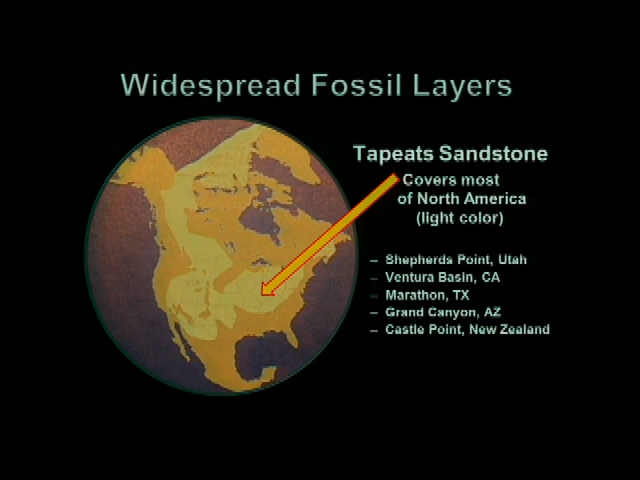 Widespread Fossil Layers
Tapeats Sandstone
Covers most
of North America
(light color)
– Shepherds Point, Utah
– Ventura Basin, CA
– Marathon, TX
– Grand Canyon, AZ
– Castle Point, New Zealand